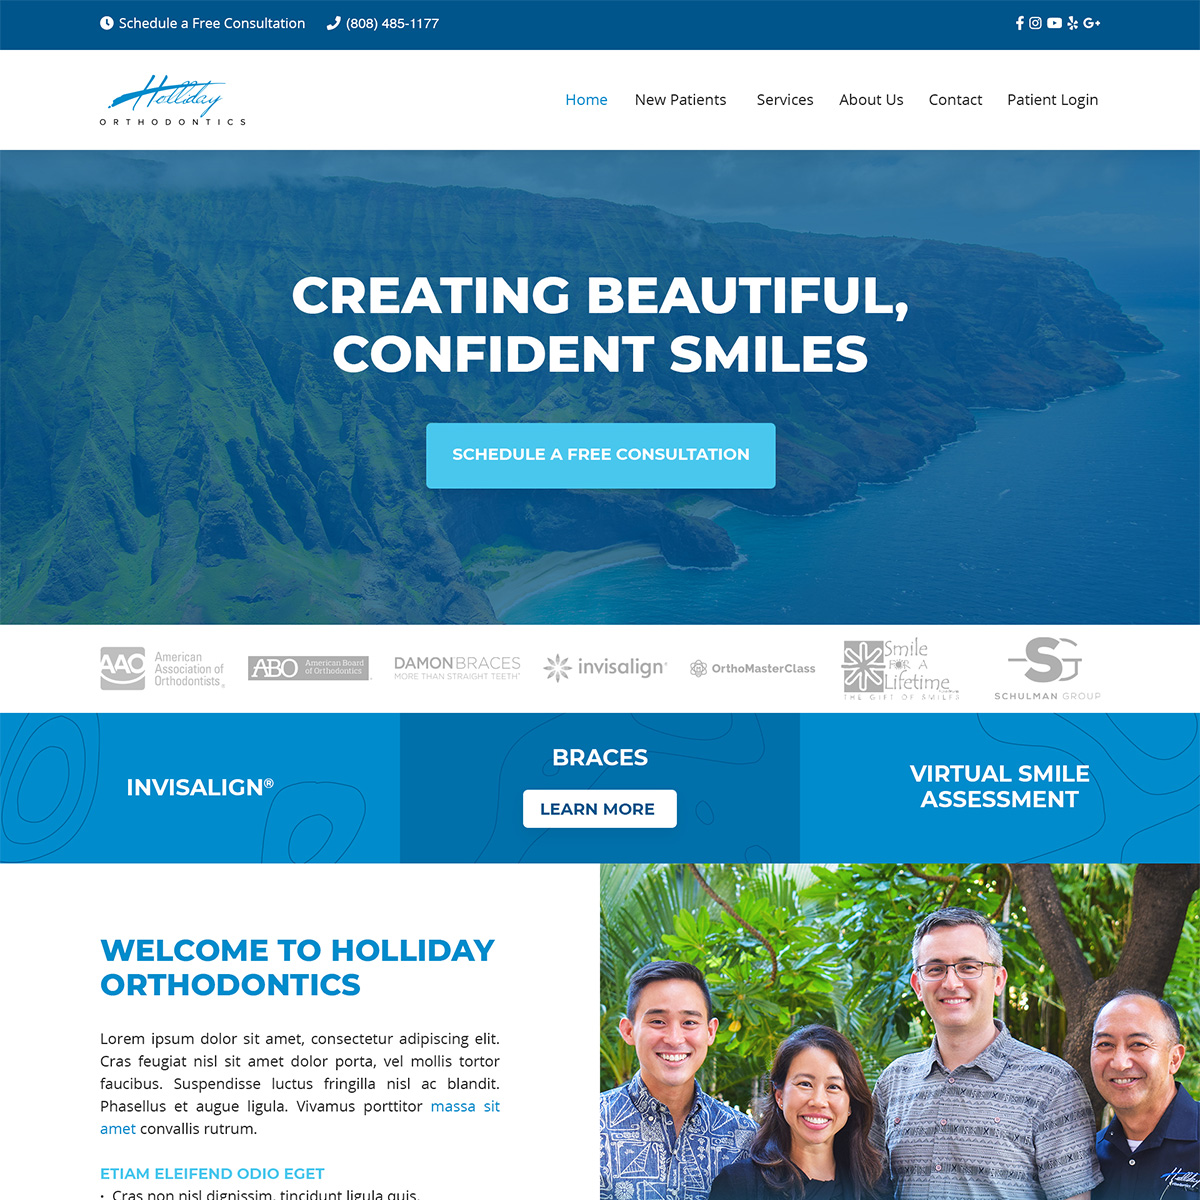 Schedule a Free Consultation (808) 485-1177
Holliday
ORTHODONTICS
Home New Patients Services About Us Contact Patient Login
CREATING BEAUTIFUL,
CONFIDENT SMILES
SCHEDULE A FREE CONSULTATION
AAO American
Association of
Orthodontists®
ABO American Board
of Orthodontics
DAMON BRACES
MORE THAN STRAIGHT TEETH
invisalign®
OrthoMasterClass
Smile
FOR A
Lifetime
THE GIFT OF SMILES
SG
SCHULMAN GROUP
INVISALIGN®
BRACES
LEARN MORE
VIRTUAL SMILE
ASSESSMENT
WELCOME TO HOLLIDAY
ORTHODONTICS
Lorem ipsum dolor sit amet, consectetur adipiscing elit.
Cras feugiat nisl sit amet dolor porta, vel mollis tortor
faucibus. Suspendisse luctus fringilla nisl ac blandit.
Phasellus et augue ligula. Vivamus porttitor massa sit
amet convallis rutrum.
ETIAM ELEIFEND ODIO EGET
• Cras non nisl dignissim, tincidunt ligula quis,
Holliday